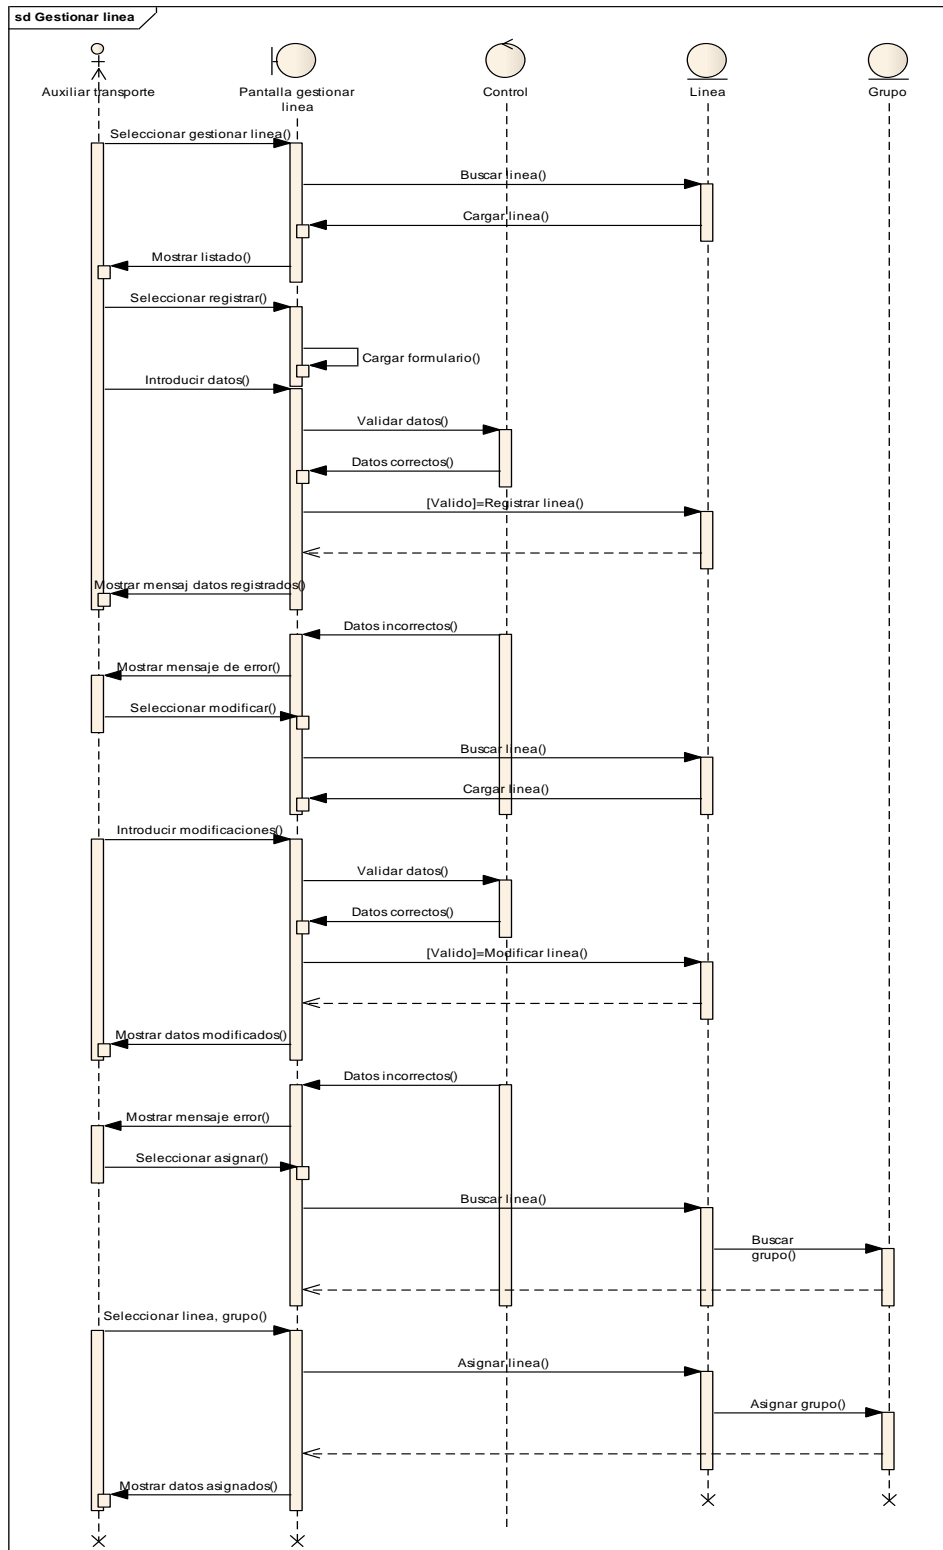 sd Gestionar linea
Auxiliar transporte
Pantalla gestionar
linea
Control
Linea
Grupo
Seleccionar gestionar linea()
Buscar linea()
Cargar linea()
Mostrar listado()
Seleccionar registrar()
Cargar formulario()
Introducir datos()
Validar datos()
Datos correctos()
[Valido]=Registrar linea()
Mostrar mensaj datos registrados()
Datos incorrectos()
Mostrar mensaje de error()
Seleccionar modificar()
Buscar linea()
Cargar linea()
Introducir modificaciones()
Validar datos()
Datos correctos()
[Valido]=Modificar linea()
Mostrar datos modificados()
Datos incorrectos()
Mostrar mensaje error()
Seleccionar asignar()
Buscar linea()
Buscar
grupo()
Seleccionar linea, grupo()
Asignar linea()
Asignar grupo()
Mostrar datos asignados()